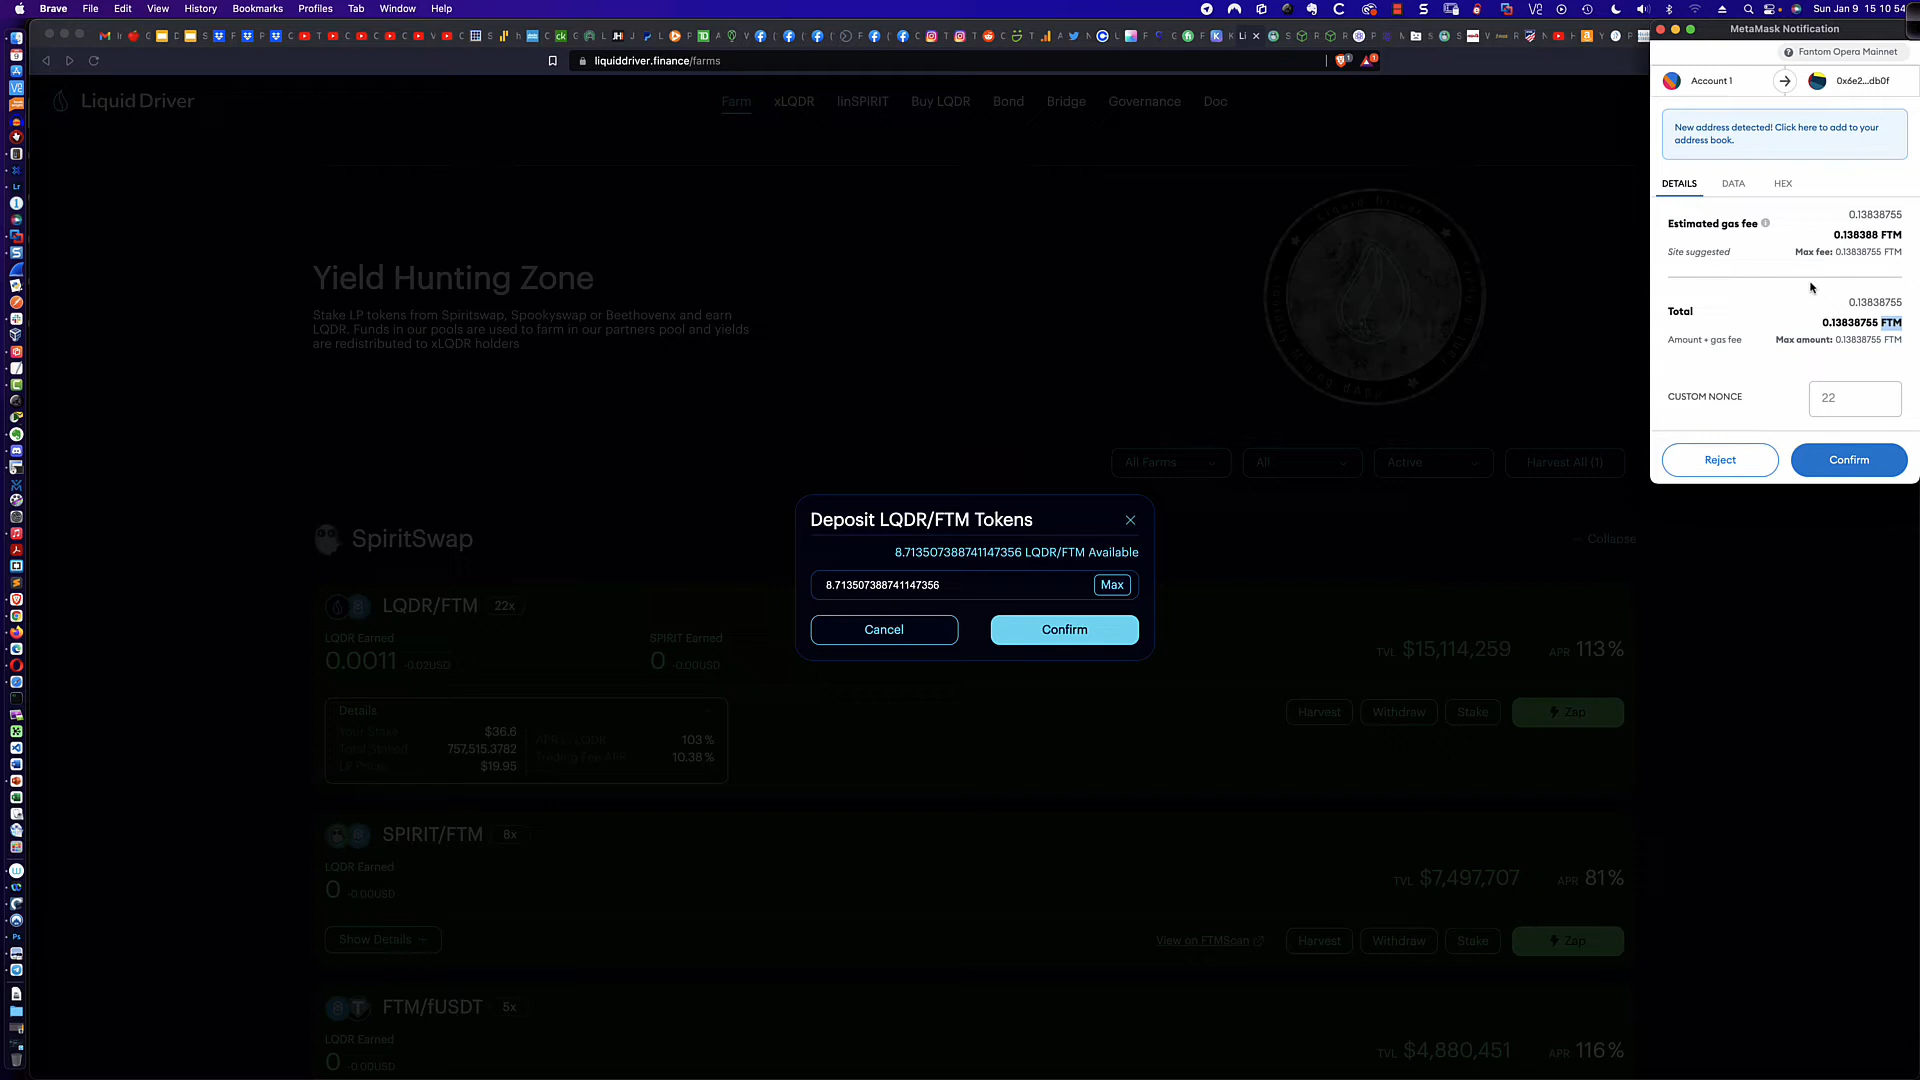 Brave File Edit View History Bookmarks Profiles Tab Window Help
Sun Jan 9 15 10 54
liquiddriver.finance/farms
MetaMask Notification
Fantom Opera Mainnet
Account 1
0x6e2...db0f
New address detected! Click here to add to your
address book.
DETAILS DATA HEX
0.13838755
Estimated gas fee
0.138388 FTM
Site suggested
Max fee: 0.13838755 FTM
0.13838755
Total
0.13838755 FTM
Amount + gas fee
Max amount: 0.13838755 FTM
CUSTOM NONCE
22
Reject
Confirm
LiquidDriver
Farm xLQDR linSPIRIT Buy LQDR Bond Bridge Governance Doc
Yield Hunting Zone
Stake LP tokens from Spiritswap, Spookyswap or Beethovenx and earn
LQDR. Funds in our pools are used to farm in our partners pool and yields
are redistributed to xLQDR holders
All Farms
All
Active
Harvest All (1)
Deposit LQDR/FTM Tokens
8.713507388741147356 LQDR/FTM Available
8.713507388741147356
Max
Cancel
Confirm
SpiritSwap
Collapse
LQDR/FTM 22x
LQDR Earned
0.0011 -0.02USD
SPIRIT Earned
0 -0.00USD
TVL $15,114,259 APR 113%
Details
Your Stake $36.6
Total Staked 757,515.3782
LP Price $19.95
103 %
Trading Fee APR 10.38 %
Harvest
Withdraw
Stake
Zap
SPIRIT/FTM 8x
LQDR Earned
0 -0.00USD
TVL $7,497,707 APR 81%
Show Details +
View on FTMScan
Harvest
Withdraw
Stake
Zap
FTM/fUSDT 5x
LQDR Earned
0 -0.00USD
TVL $4,880,451 APR 116%